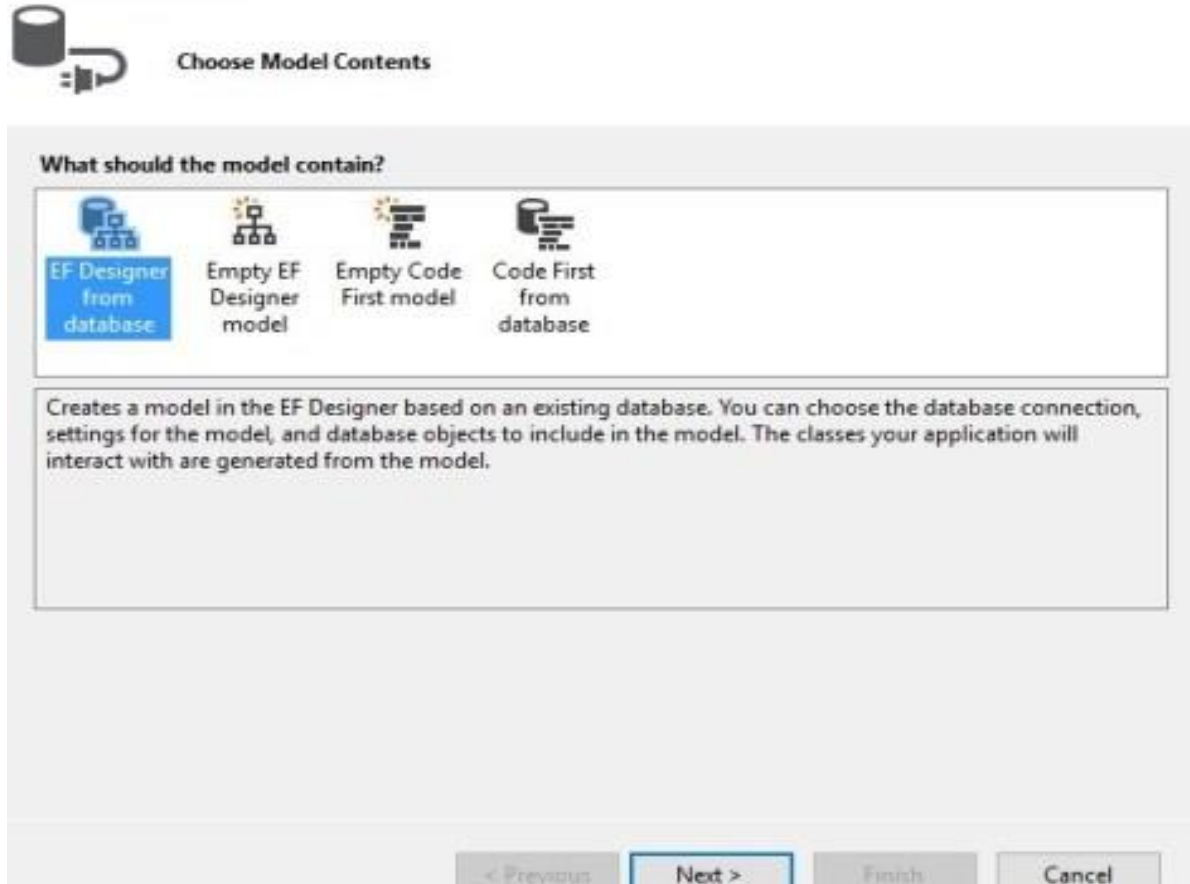 Choose Model Contents
What should the model contain?
EF Designer
from
database
Empty EF
Designer
model
Empty Code
First model
Code First
from
database
Creates a model in the EF Designer based on an existing database. You can choose the database connection,
settings for the model, and database objects to include in the model. The classes your application will
interact with are generated from the model.
< Previous
Next >
Finish
Cancel